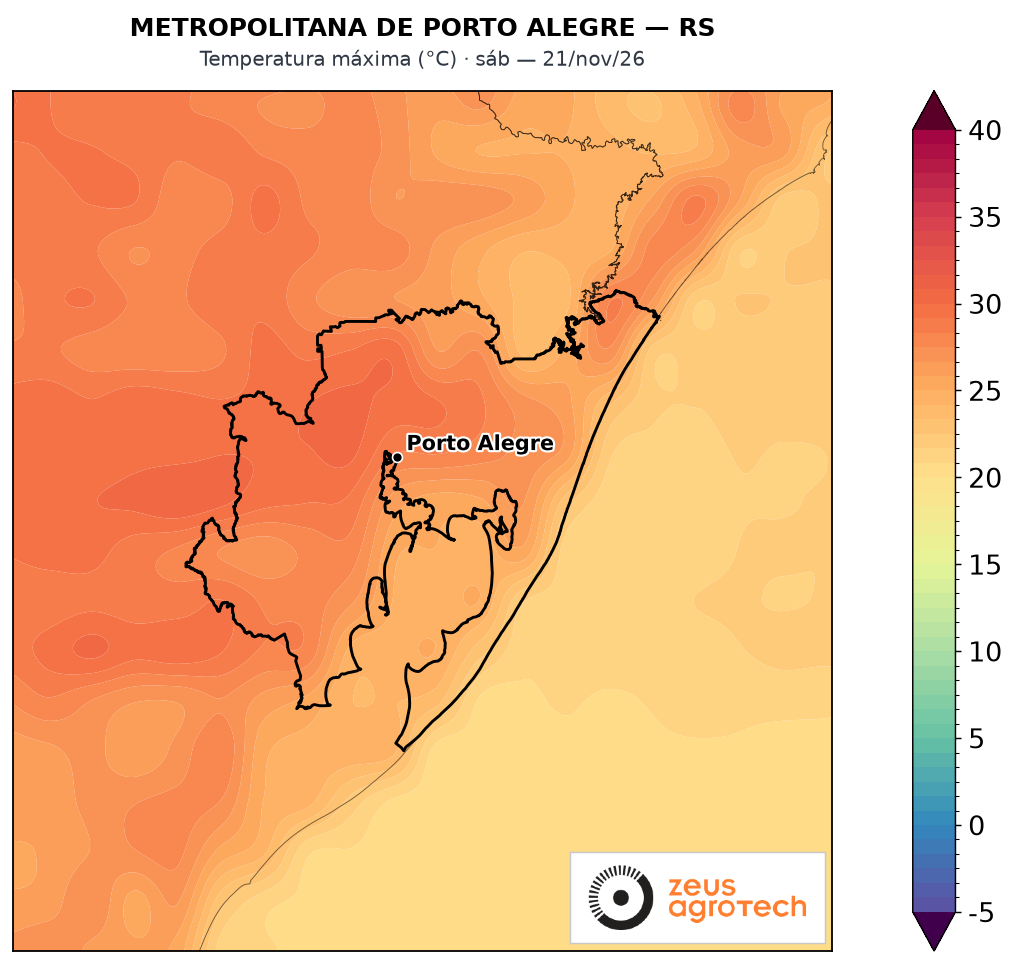 METROPOLITANA DE PORTO ALEGRE — RS
Temperatura máxima (°C) · sáb — 21/nov/26
Porto Alegre
40
35
30
25
20
15
10
5
0
-5
zeus
agrotech